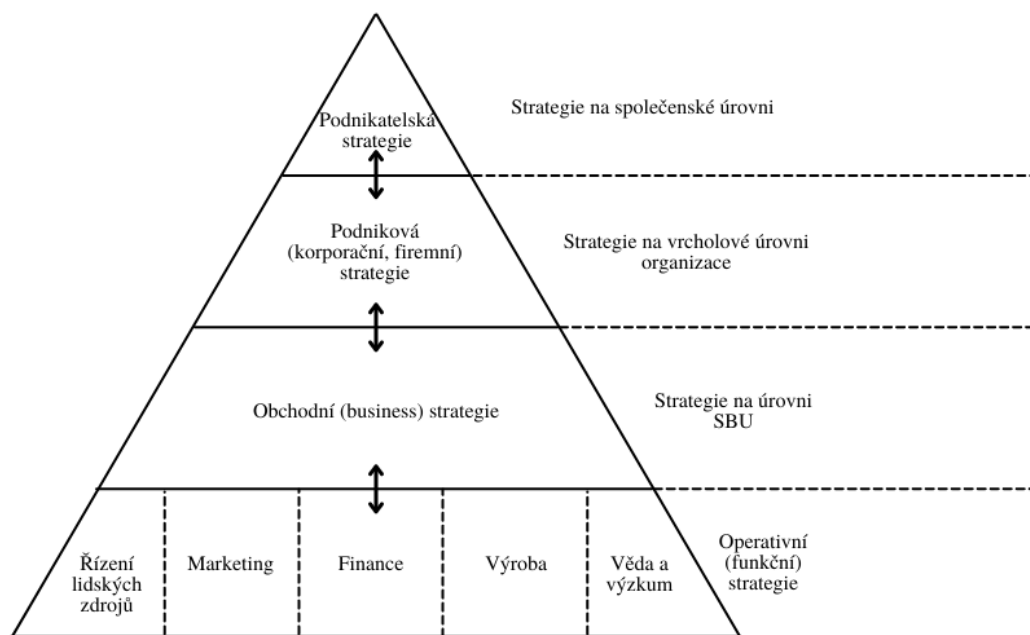 Podnikatelská
strategie
Strategie na společenské úrovni
Podniková
(korporační, firemní)
strategie
Strategie na vrcholové úrovni
organizace
Obchodní (business) strategie
Strategie na úrovni
SBU
Řízení
lidských
zdrojů
Marketing
Finance
Výroba
Věda a
výzkum
Operativní
(funkční)
strategie